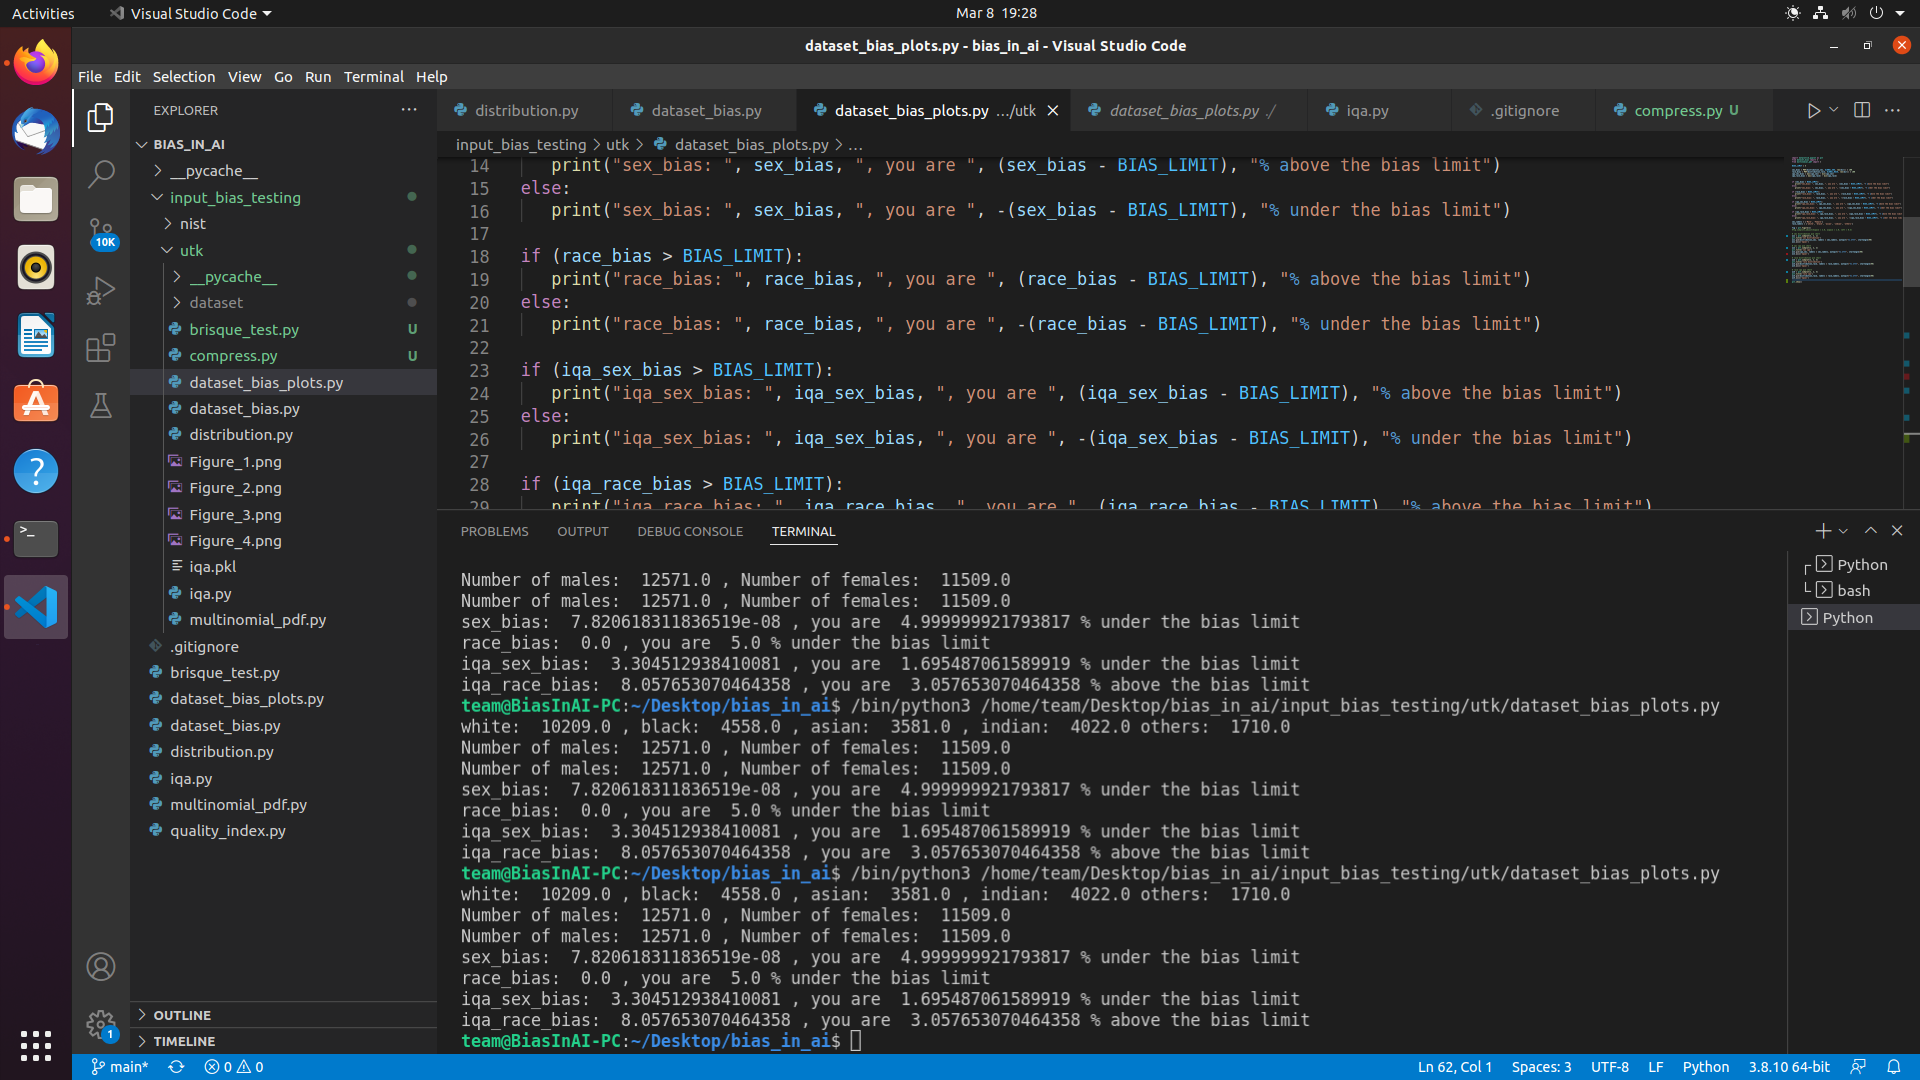 Activities
Visual Studio Code
Mar 8 19:28
dataset_bias_plots.py - bias_in_ai - Visual Studio Code
File Edit Selection View Go Run Terminal Help
EXPLORER
BIAS_IN_AI
__pycache__
input_bias_testing
nist
10K
utk
__pycache__
dataset
brisque_test.py U
compress.py U
dataset_bias_plots.py
dataset_bias.py
distribution.py
Figure_1.png
Figure_2.png
Figure_3.png
Figure_4.png
iqa.pkl
iqa.py
multinomial_pdf.py
.gitignore
brisque_test.py
dataset_bias_plots.py
dataset_bias.py
distribution.py
iqa.py
multinomial_pdf.py
quality_index.py
OUTLINE
1
TIMELINE
distribution.py dataset_bias.py dataset_bias_plots.py .../utk dataset_bias_plots.py ./ iqa.py .gitignore compress.py U
input_bias_testing > utk > dataset_bias_plots.py > ...
14 print("sex_bias: ", sex_bias, ", you are ", (sex_bias - BIAS_LIMIT), "% above the bias limit")
15 else:
16 print("sex_bias: ", sex_bias, ", you are ", -(sex_bias - BIAS_LIMIT), "% under the bias limit")
17
18 if (race_bias > BIAS_LIMIT):
19 print("race_bias: ", race_bias, ", you are ", (race_bias - BIAS_LIMIT), "% above the bias limit")
20 else:
21 print("race_bias: ", race_bias, ", you are ", -(race_bias - BIAS_LIMIT), "% under the bias limit")
22
23 if (iqa_sex_bias > BIAS_LIMIT):
24 print("iqa_sex_bias: ", iqa_sex_bias, ", you are ", (iqa_sex_bias - BIAS_LIMIT), "% above the bias limit")
25 else:
26 print("iqa_sex_bias: ", iqa_sex_bias, ", you are ", -(iqa_sex_bias - BIAS_LIMIT), "% under the bias limit")
27
28 if (iqa_race_bias > BIAS_LIMIT):
29 print("iqa_race_bias: ", iqa_race_bias, ", you are ", (iqa_race_bias - BIAS_LIMIT), "% above the bias limit")
PROBLEMS OUTPUT DEBUG CONSOLE TERMINAL
Number of males:  12571.0 , Number of females:  11509.0
Number of males:  12571.0 , Number of females:  11509.0
sex_bias:  7.820618311836519e-08 , you are  4.999999921793817 % under the bias limit
race_bias:  0.0 , you are  5.0 % under the bias limit
iqa_sex_bias:  3.304512938410081 , you are  1.695487061589919 % under the bias limit
iqa_race_bias:  8.057653070464358 , you are  3.057653070464358 % above the bias limit
team@BiasInAI-PC:~/Desktop/bias_in_ai$ /bin/python3 /home/team/Desktop/bias_in_ai/input_bias_testing/utk/dataset_bias_plots.py
white:  10209.0 , black:  4558.0 , asian:  3581.0 , indian:  4022.0 others:  1710.0
Number of males:  12571.0 , Number of females:  11509.0
Number of males:  12571.0 , Number of females:  11509.0
sex_bias:  7.820618311836519e-08 , you are  4.999999921793817 % under the bias limit
race_bias:  0.0 , you are  5.0 % under the bias limit
iqa_sex_bias:  3.304512938410081 , you are  1.695487061589919 % under the bias limit
iqa_race_bias:  8.057653070464358 , you are  3.057653070464358 % above the bias limit
team@BiasInAI-PC:~/Desktop/bias_in_ai$ /bin/python3 /home/team/Desktop/bias_in_ai/input_bias_testing/utk/dataset_bias_plots.py
white:  10209.0 , black:  4558.0 , asian:  3581.0 , indian:  4022.0 others:  1710.0
Number of males:  12571.0 , Number of females:  11509.0
Number of males:  12571.0 , Number of females:  11509.0
sex_bias:  7.820618311836519e-08 , you are  4.999999921793817 % under the bias limit
race_bias:  0.0 , you are  5.0 % under the bias limit
iqa_sex_bias:  3.304512938410081 , you are  1.695487061589919 % under the bias limit
iqa_race_bias:  8.057653070464358 , you are  3.057653070464358 % above the bias limit
team@BiasInAI-PC:~/Desktop/bias_in_ai$
Python
bash
Python
main* 0 0
Ln 62, Col 1 Spaces: 3 UTF-8 LF Python 3.8.10 64-bit